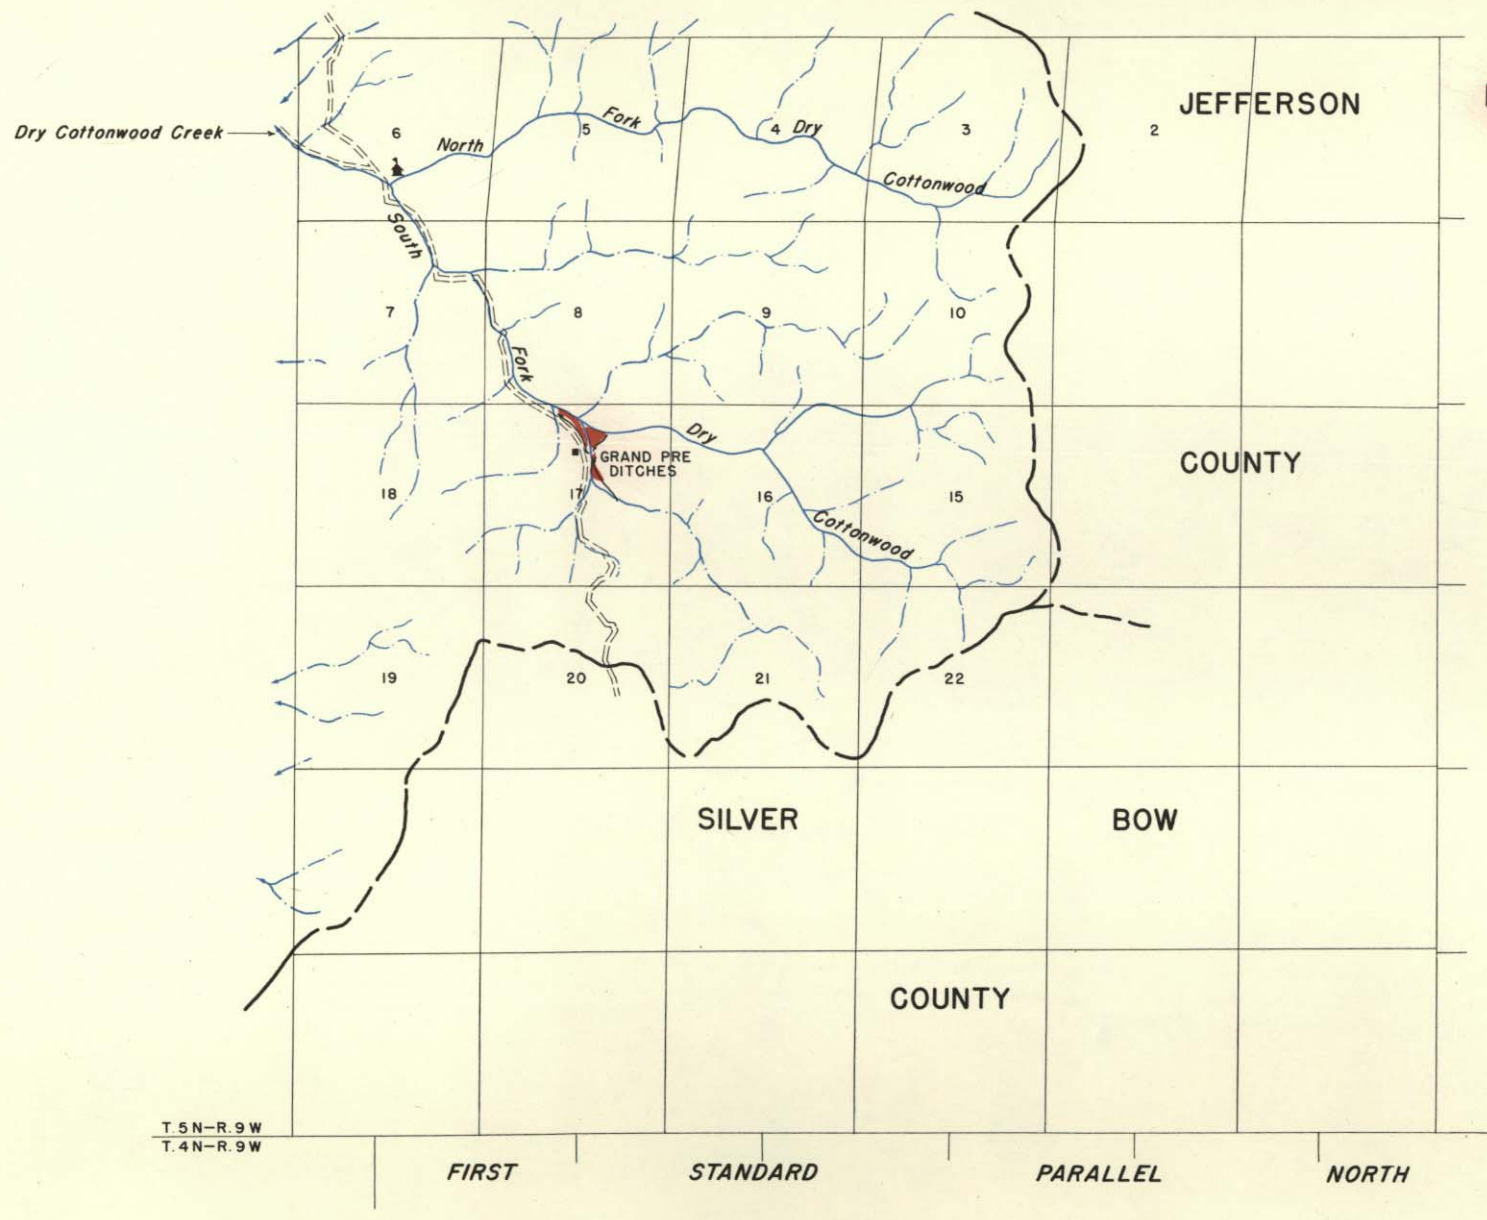 JEFFERSON
Dry Cottonwood Creek
6
North
5
Fork
4
Dry
3
2
Cottonwood
South
7
8
9
10
Fork
Dry
COUNTY
GRAND PRE
DITCHES
18
17
16
15
Cottonwood
19
20
21
22
SILVER
BOW
COUNTY
T.5N–R.9W
T.4N–R.9W
FIRST STANDARD PARALLEL NORTH